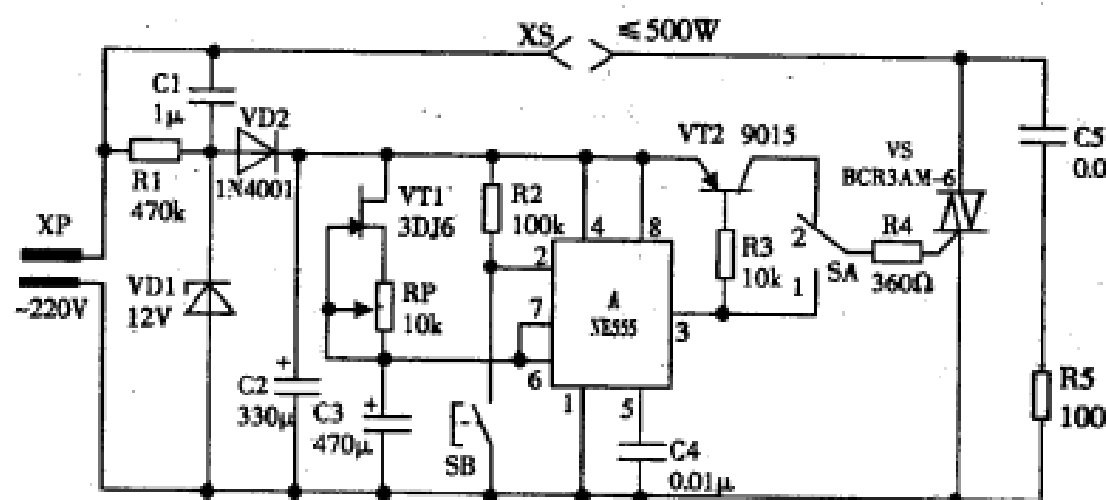 XS ≤500W
C1
1μ
VD2
1N4001
R1
470k
XP
~220V
VD1
12V
VT1
3DJ6
R2
100k
RP
10k
C2
330μ
C3
470μ
SB
2
7
6
4
8
3
1
5
A
C4
0.01μ
VT2 9015
R3
10k
2
1
SA
R4
360Ω
VS
BCR3AM-6
C5
0.0
R5
100